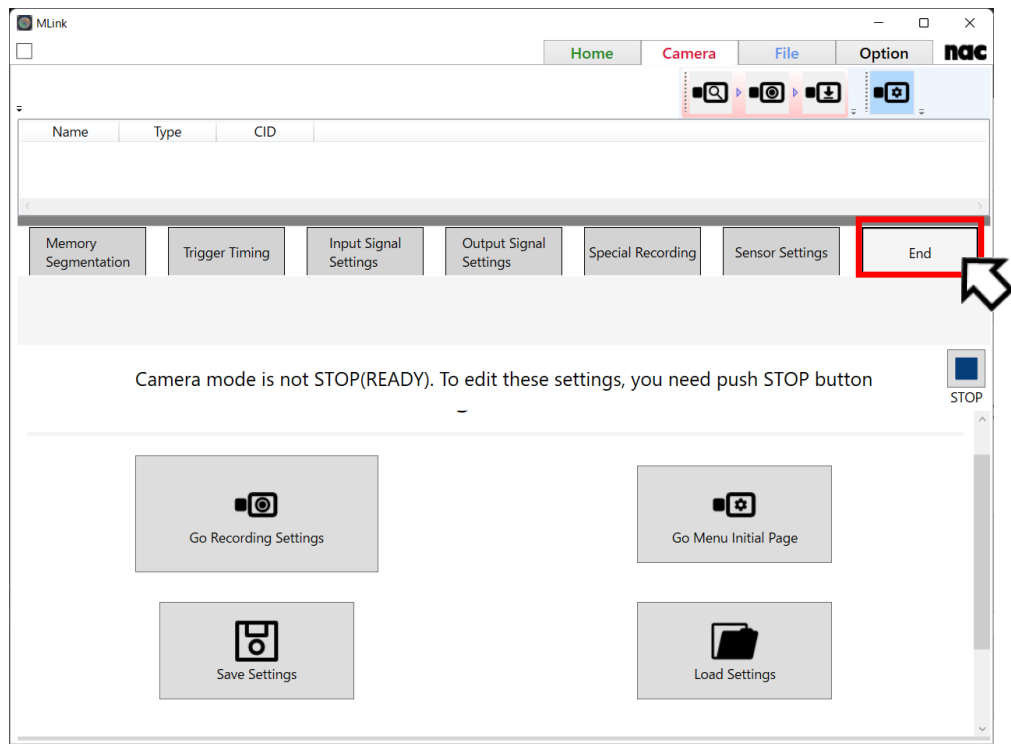 MLink
Home Camera File Option nac
Name Type CID
Memory
Segmentation
Trigger Timing
Input Signal
Settings
Output Signal
Settings
Special Recording
Sensor Settings
End
Camera mode is not STOP(READY). To edit these settings, you need push STOP button
STOP
Go Recording Settings
Go Menu Initial Page
Save Settings
Load Settings